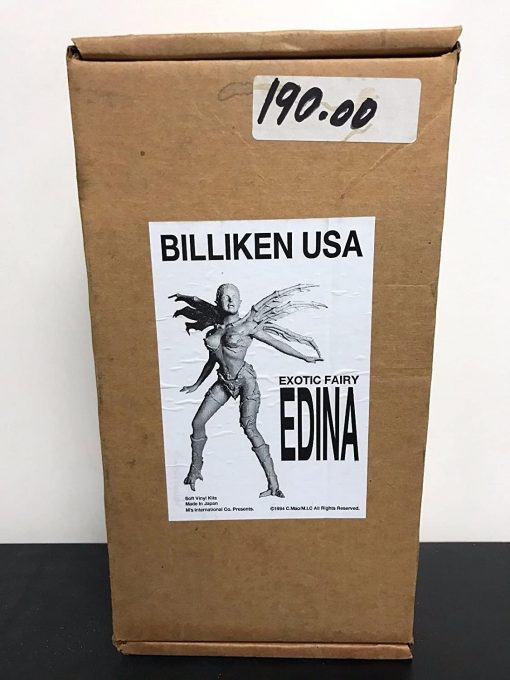 190.00
BILLIKEN USA
EXOTIC FAIRY
EDINA
Soft Vinyl Kits
Made In Japan
M's International Co. Presents.
©1994 C.Mao/M.I.C All Rights Reserved.